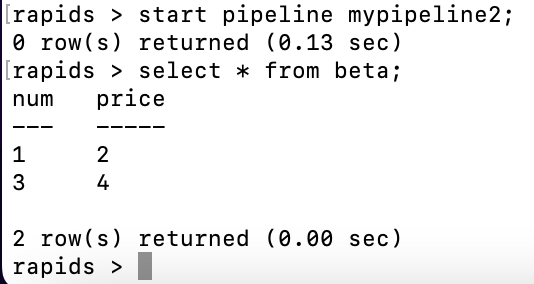 [rapids > start pipeline mypipeline2;
0 row(s) returned (0.13 sec)
[rapids > select * from beta;
num   price
---   -----
1     2
3     4
2 row(s) returned (0.00 sec)
rapids >